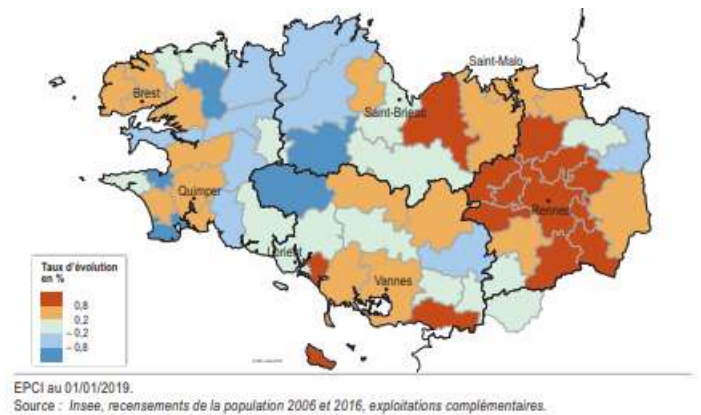 Saint-Malo
Brest
Saint-Brieuc
Quimper
Rennes
Lorient
Vannes
Taux d'évolution
en %
0,8
0,2
– 0,2
– 0,8
EPCI au 01/01/2019.
Source : Insee, recensements de la population 2006 et 2016, exploitations complémentaires.